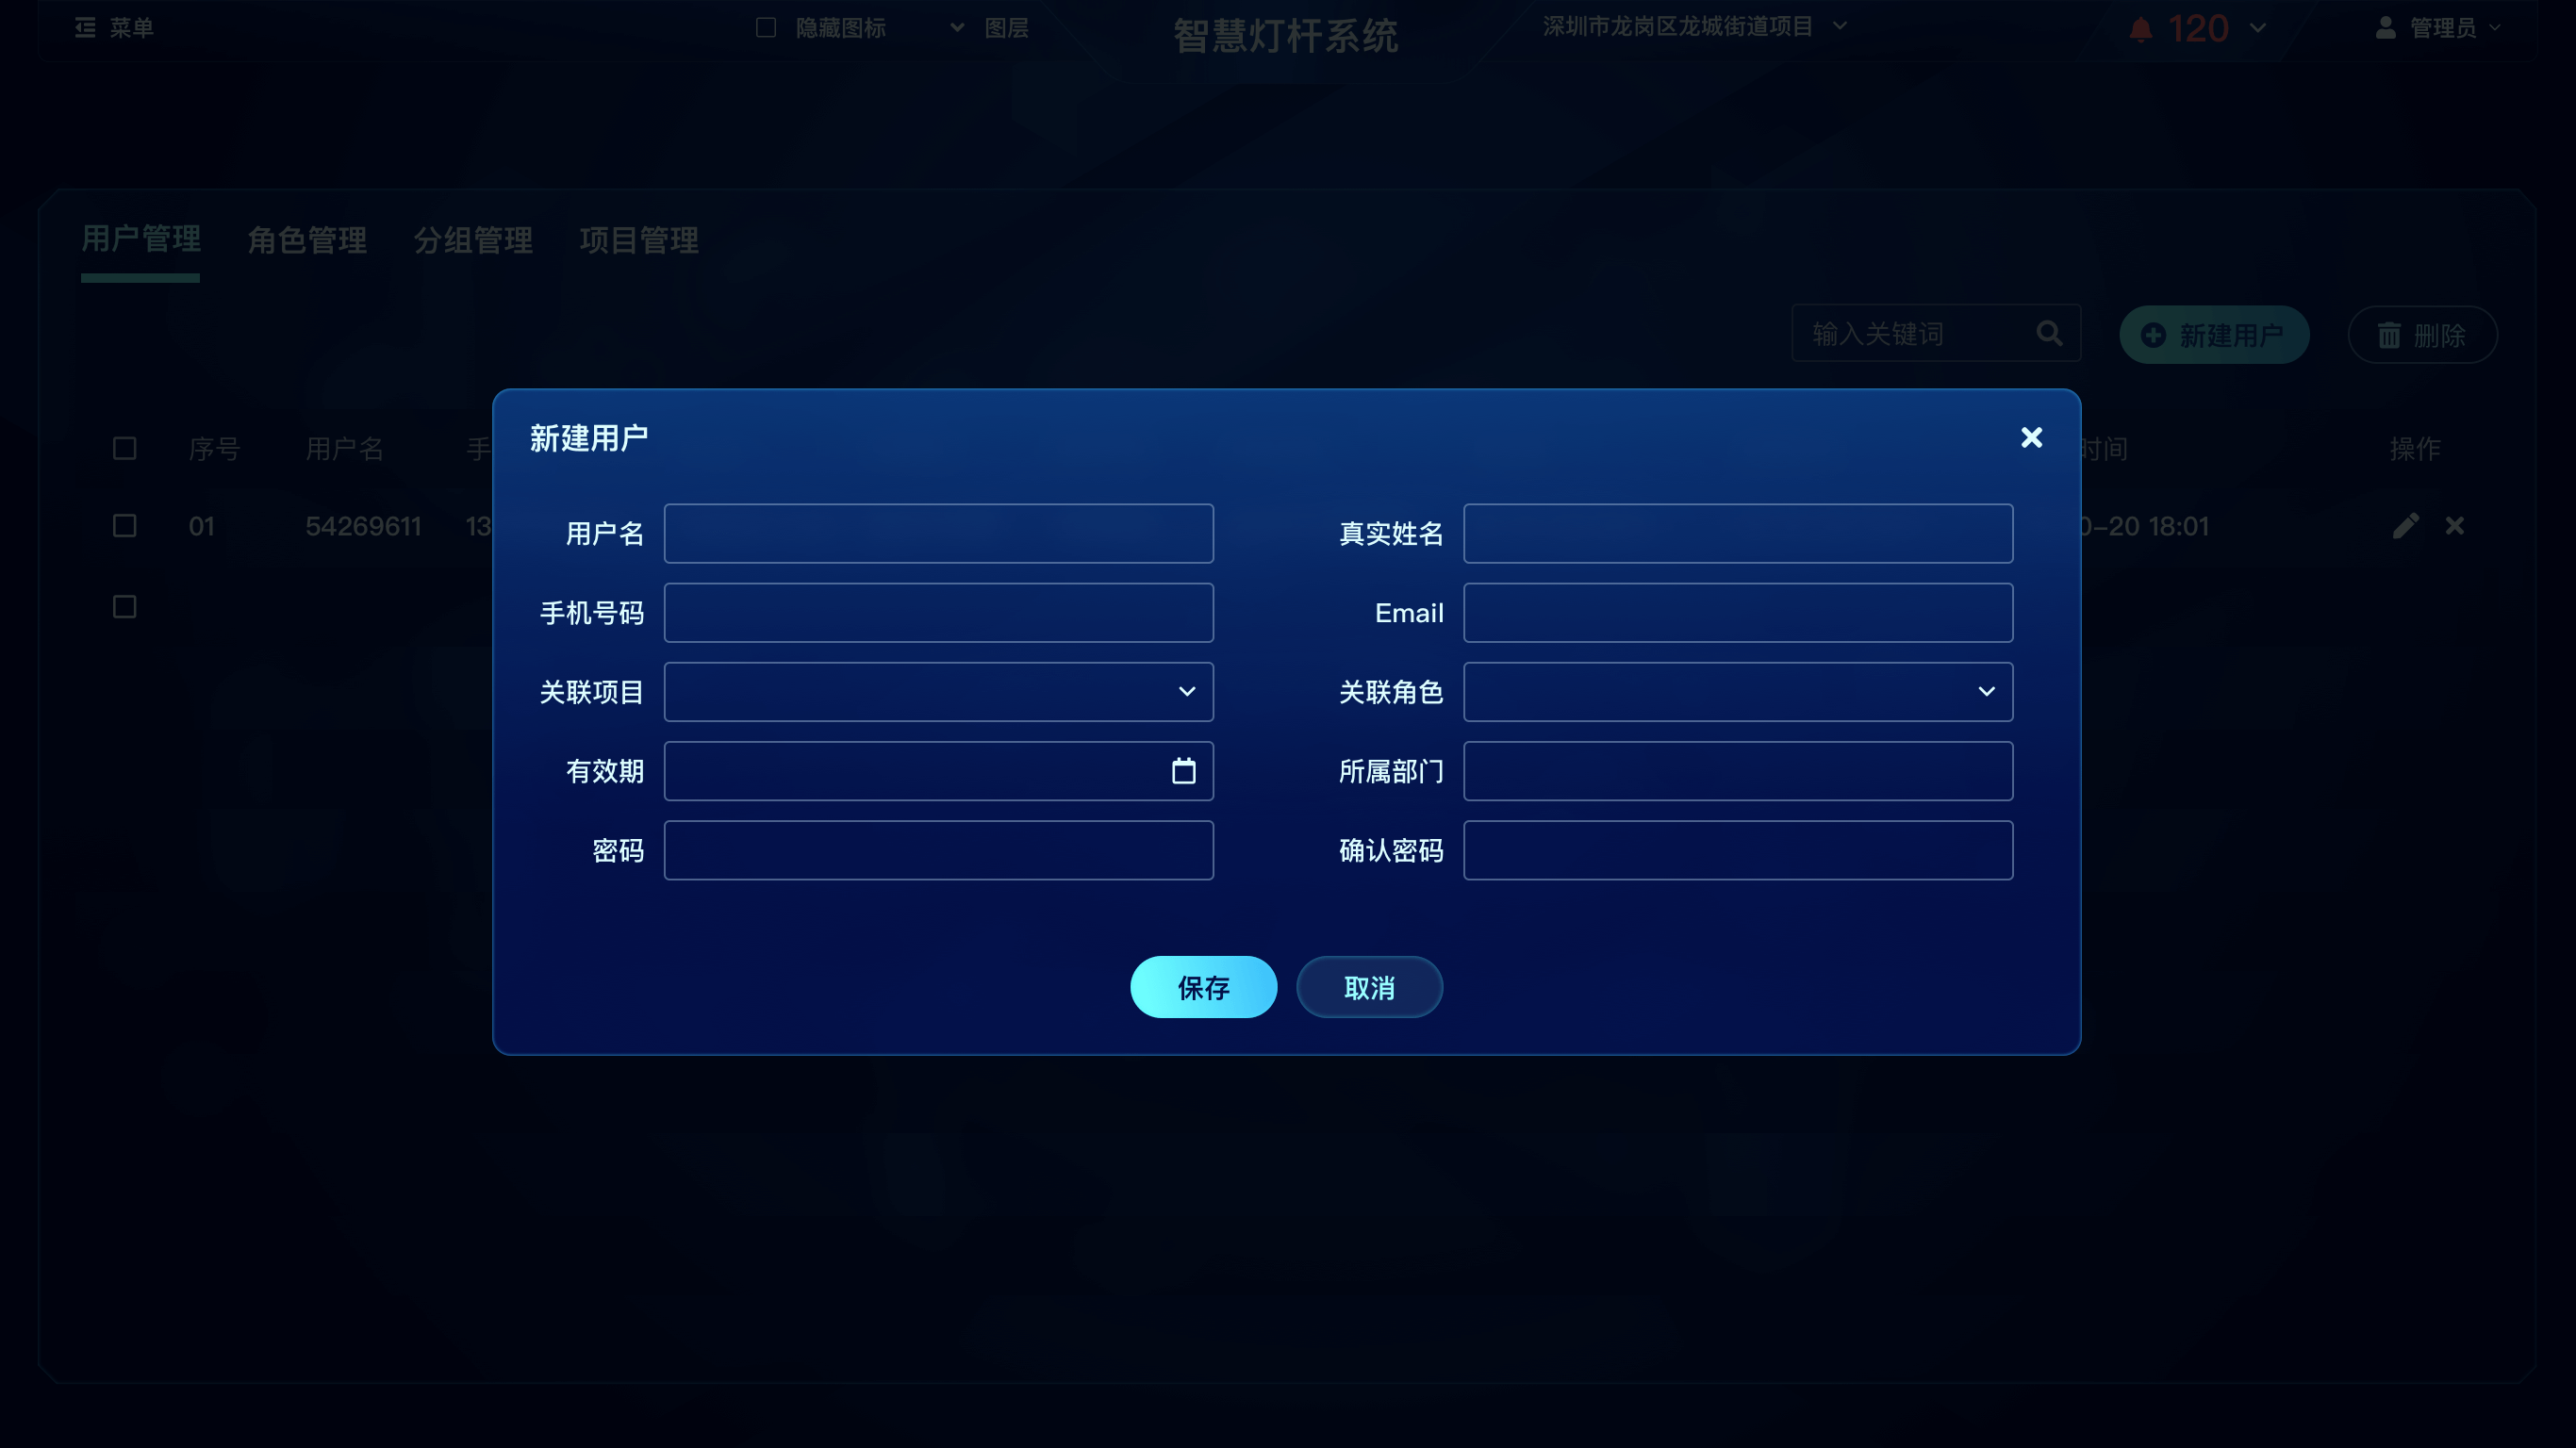 菜单
隐藏图标
图层
智慧灯杆系统
深圳市龙岗区龙城街道项目
120
管理员
用户管理 角色管理 分组管理 项目管理
输入关键词
新建用户
删除
序号 用户名 手
时间 操作
01 54269611 13
0-20 18:01
新建用户
用户名
真实姓名
手机号码
Email
关联项目
关联角色
有效期
所属部门
密码
确认密码
保存
取消